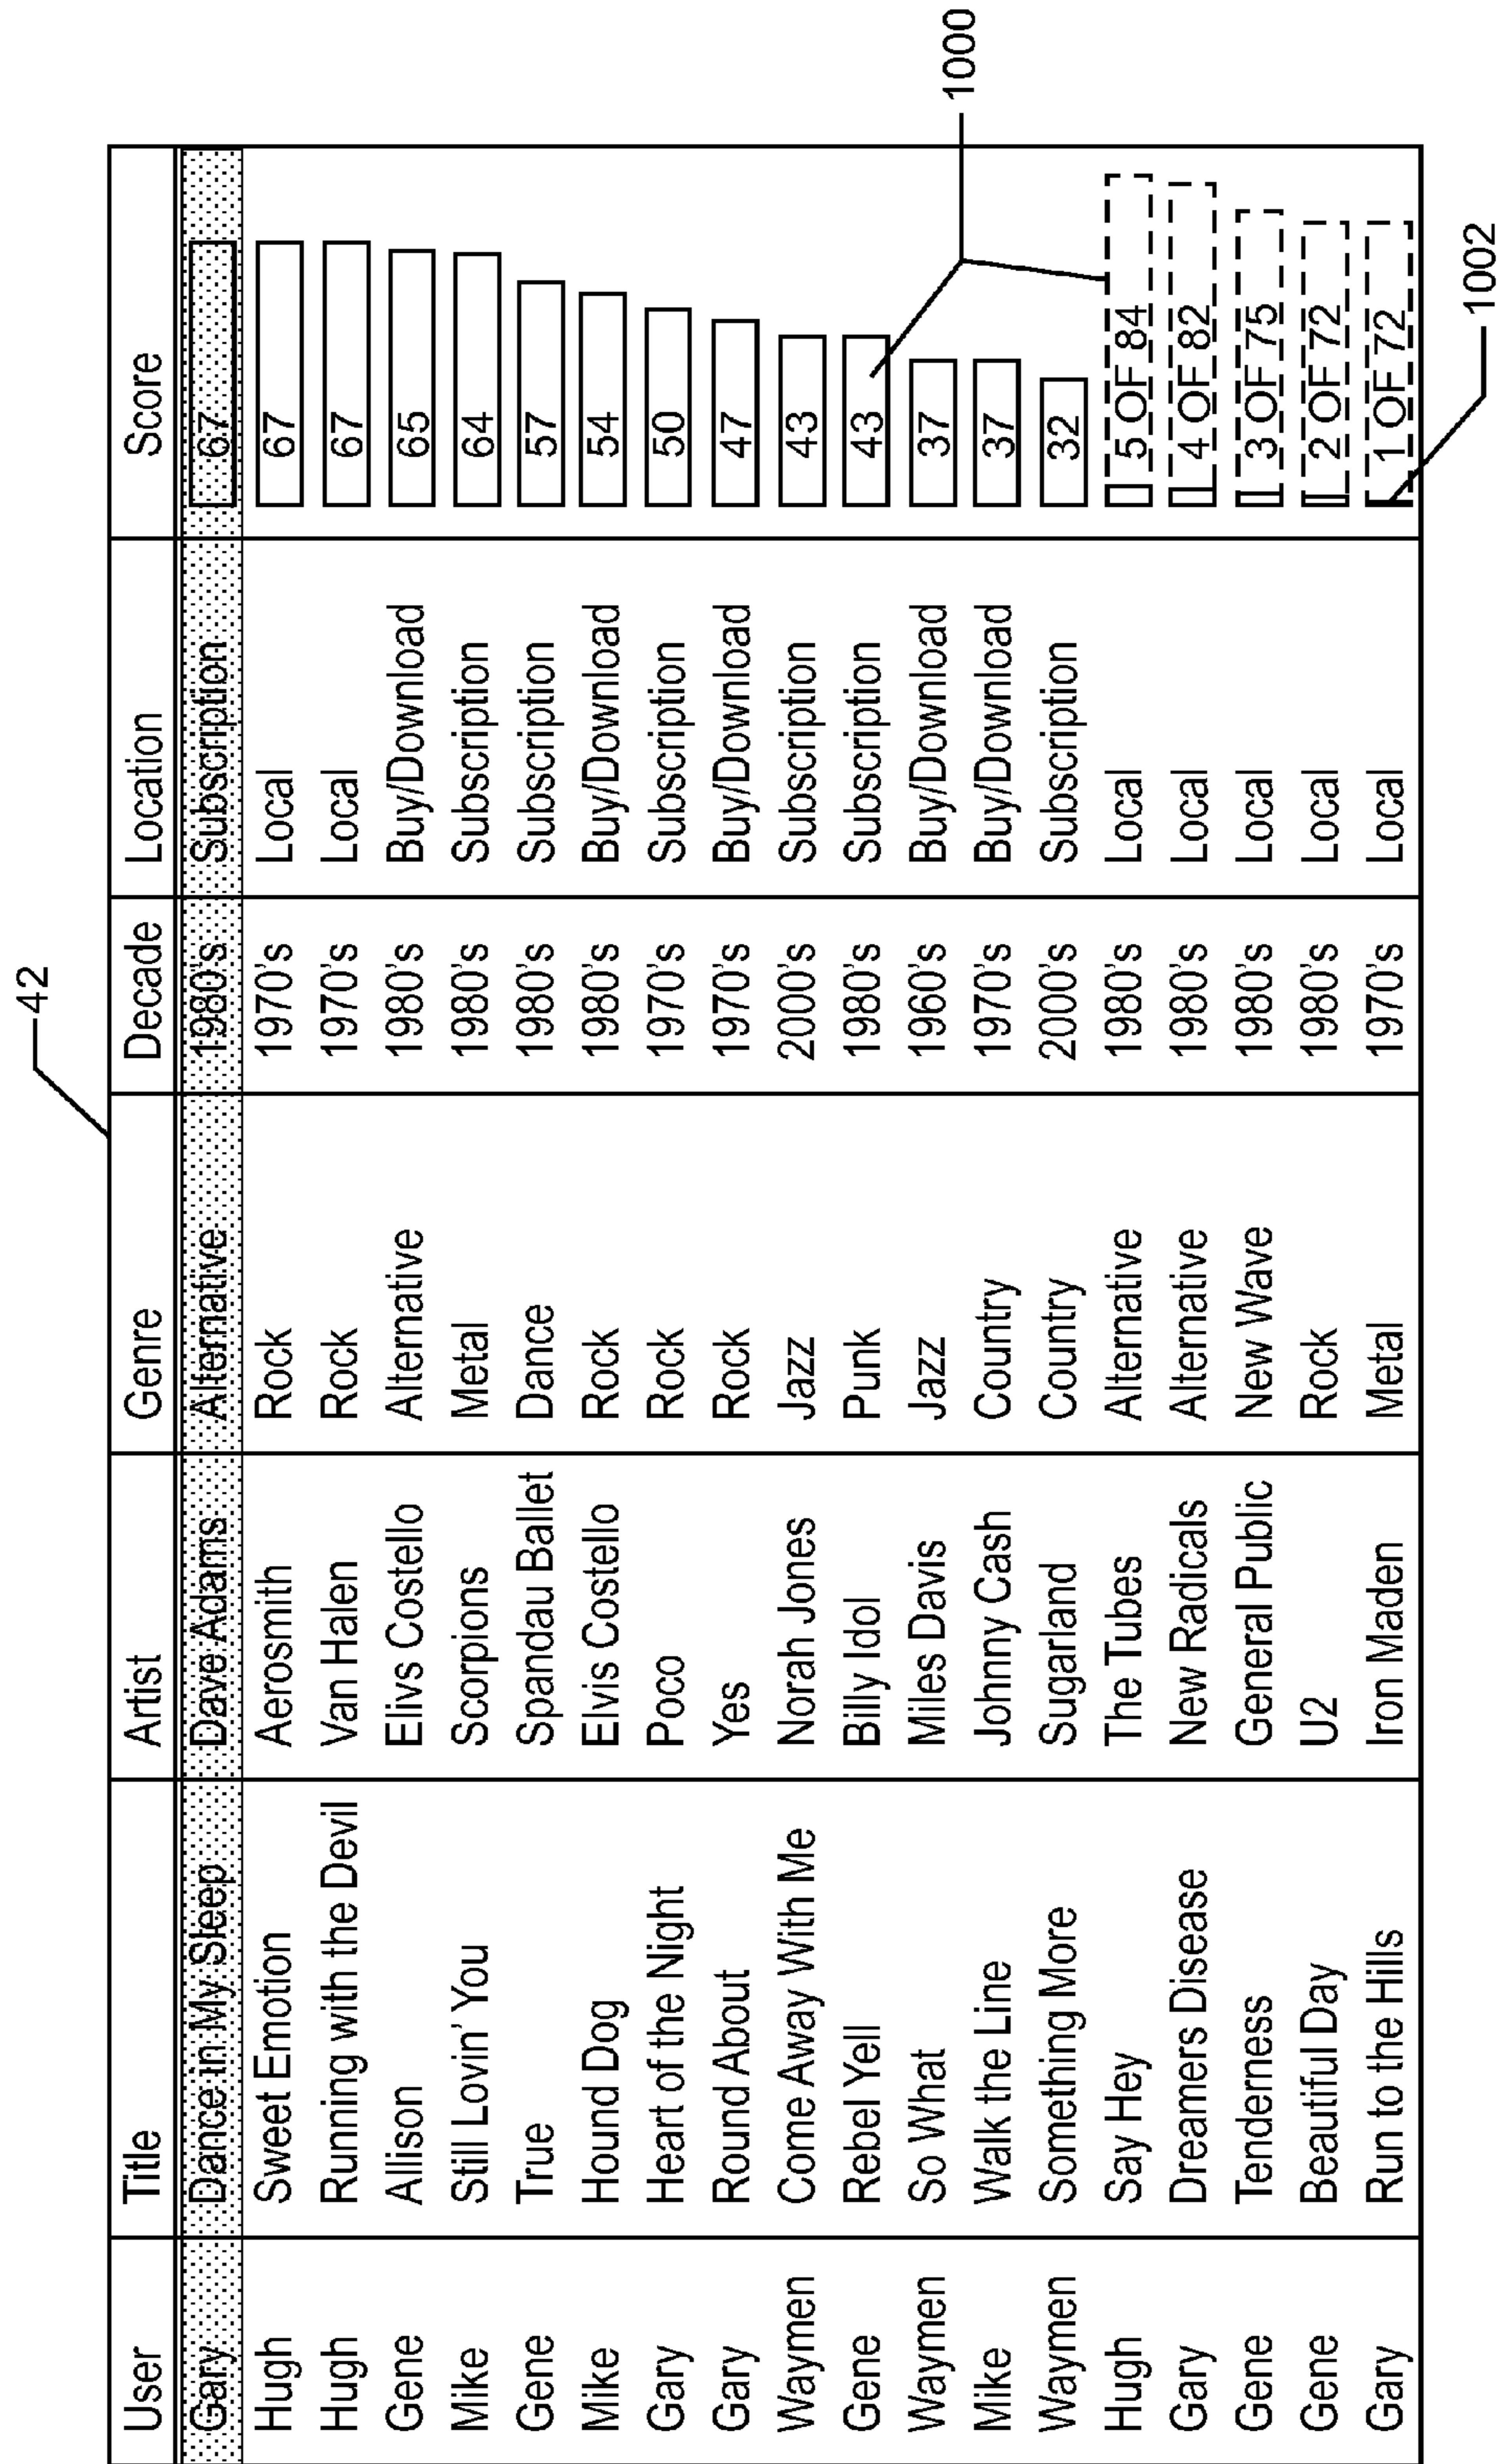 42
User Title Artist Genre Decade Location Score
Gary Dance in My Sleep Dave Adams Alternative 1980's Subscription 67
Hugh Sweet Emotion Aerosmith Rock 1970's Local 67
Hugh Running with the Devil Van Halen Rock 1970's Local 67
Gene Allison Elivs Costello Alternative 1980's Buy/Download 65
Mike Still Lovin' You Scorpions Metal 1980's Subscription 64
Gene True Spandau Ballet Dance 1980's Subscription 57
Mike Hound Dog Elvis Costello Rock 1980's Buy/Download 54
Gary Heart of the Night Poco Rock 1970's Subscription 50
Gary Round About Yes Rock 1970's Buy/Download 47
Waymen Come Away With Me Norah Jones Jazz 2000's Subscription 43
Gene Rebel Yell Billy Idol Punk 1980's Subscription 43
Waymen So What Miles Davis Jazz 1960's Buy/Download 37
Mike Walk the Line Johnny Cash Country 1970's Buy/Download 37
Waymen Something More Sugarland Country 2000's Subscription 32
Hugh Say Hey The Tubes Alternative 1980's Local 5 OF 84
Gary Dreamers Disease New Radicals Alternative 1980's Local 4 OF 82
Gene Tenderness General Public New Wave 1980's Local 3 OF 75
Gene Beautiful Day U2 Rock 1980's Local 2 OF 72
Gary Run to the Hills Iron Maden Metal 1970's Local 1 OF 72
1000
1002